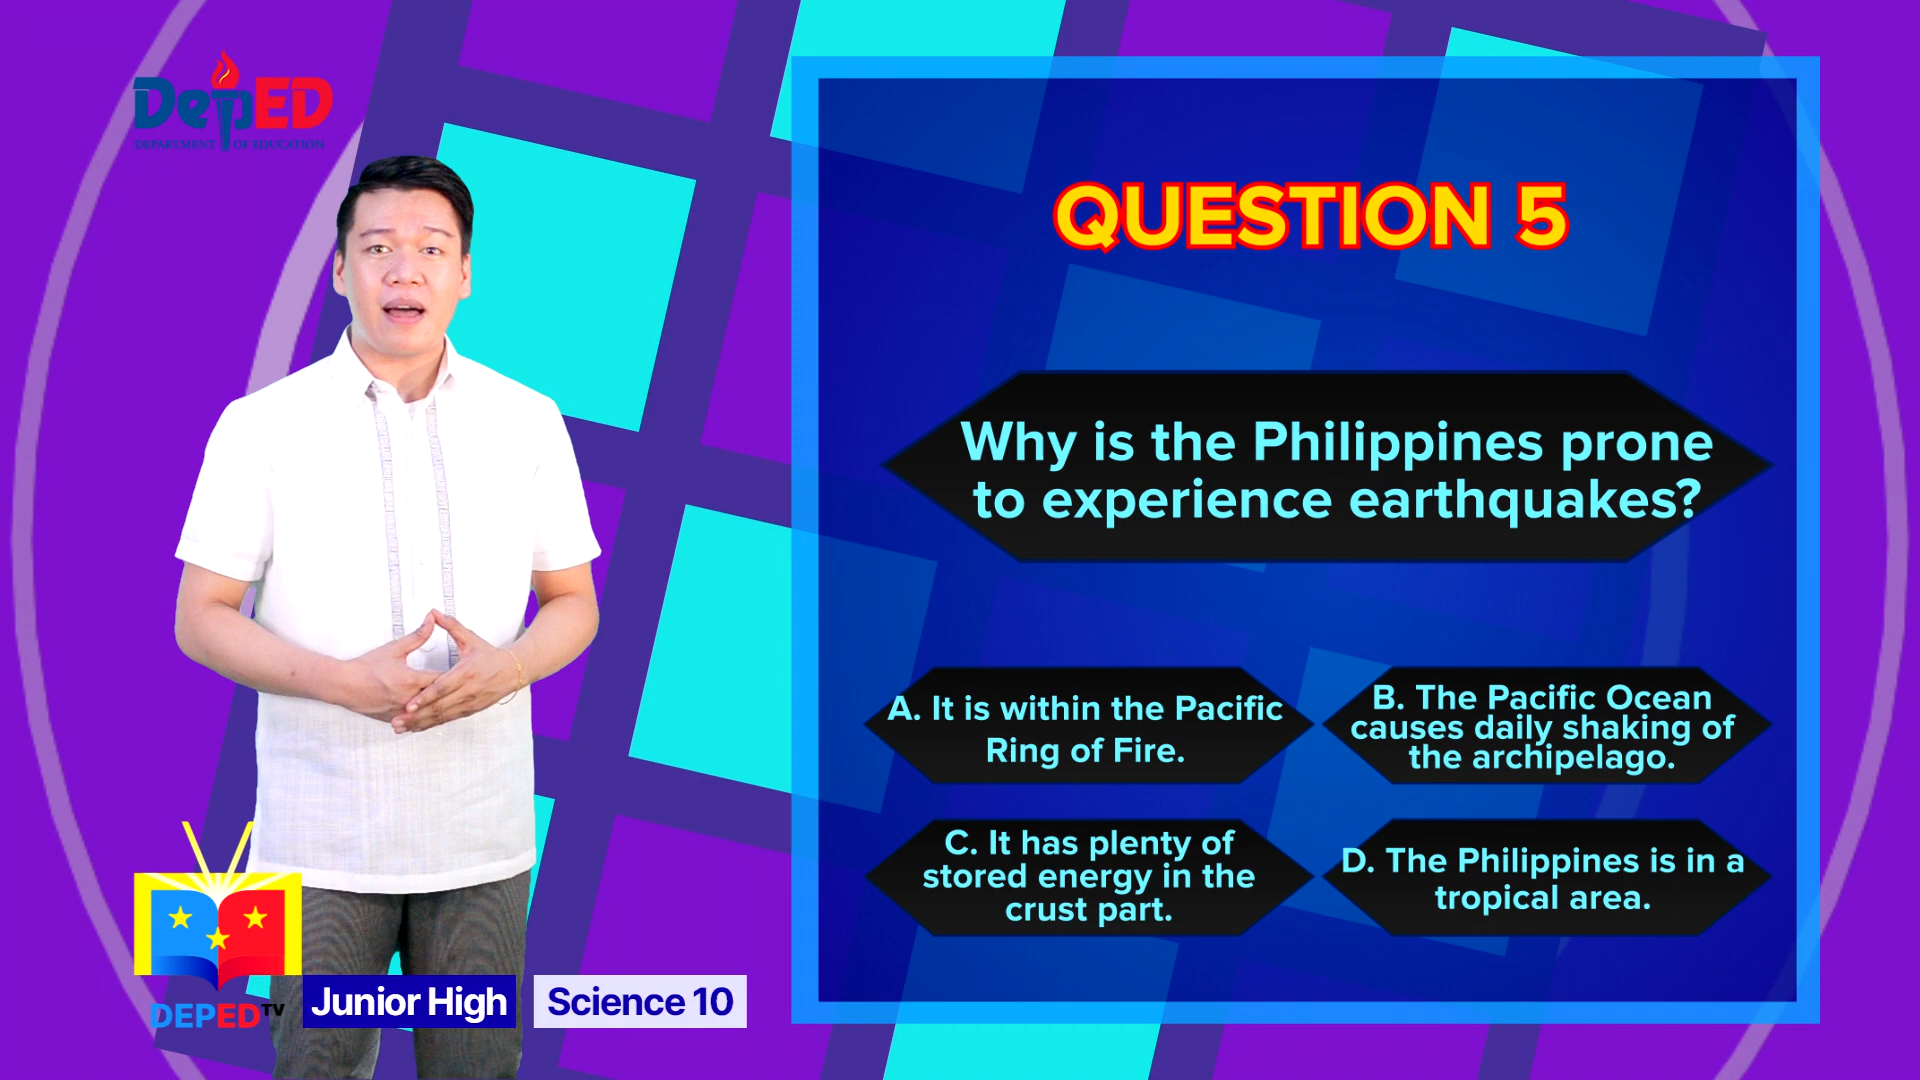 DepED
DEPARTMENT OF EDUCATION
QUESTION 5
Why is the Philippines prone
to experience earthquakes?
A. It is within the Pacific
Ring of Fire.
B. The Pacific Ocean
causes daily shaking of
the archipelago.
C. It has plenty of
stored energy in the
crust part.
D. The Philippines is in a
tropical area.
DEPED TV
Junior High
Science 10